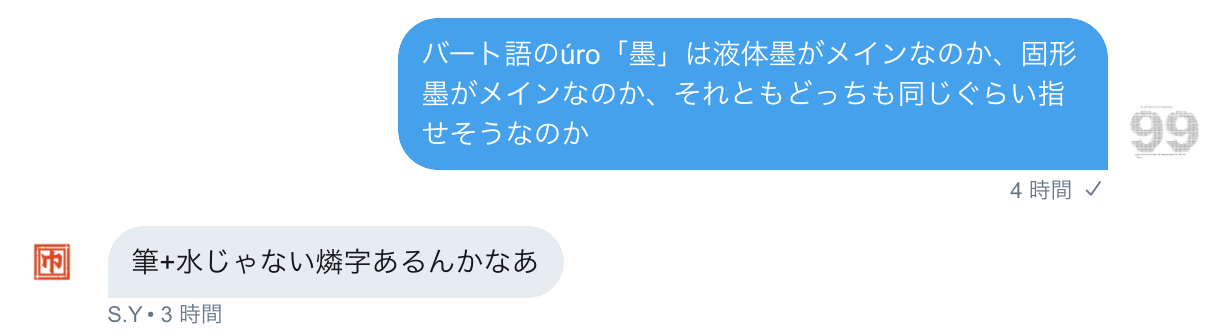 バート語のúro「墨」は液体墨がメインなのか、固形
墨がメインなのか、それともどっちも同じぐらい指
せそうなのか
99
4 時間 ✓
筆+水じゃない燐字あるんかなあ
S.Y • 3 時間